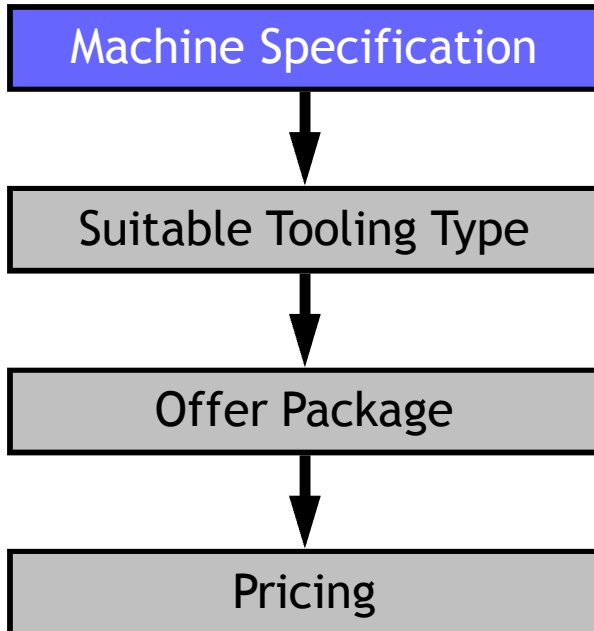 Machine Specification
Suitable Tooling Type
Offer Package
Pricing